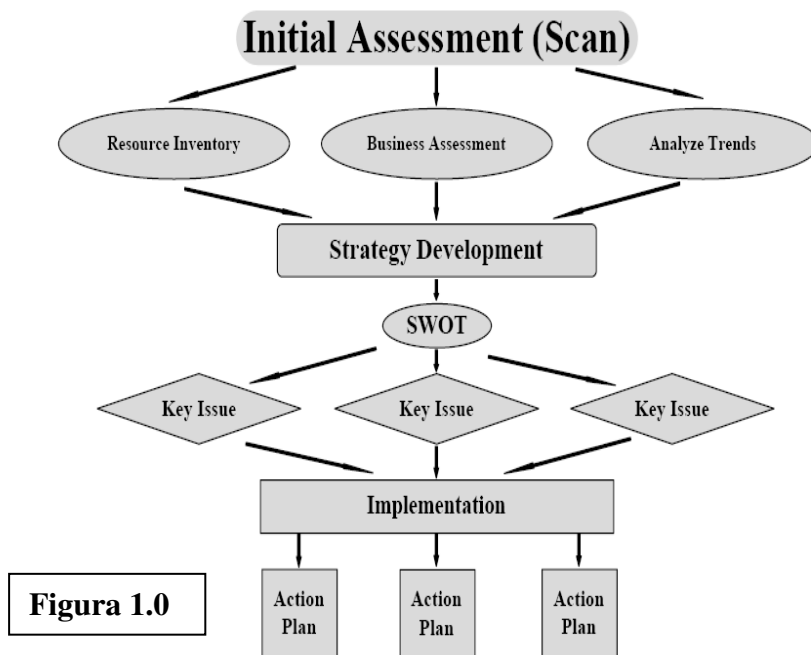 Initial Assessment (Scan)
Resource Inventory
Business Assessment
Analyze Trends
Strategy Development
SWOT
Key Issue
Key Issue
Key Issue
Implementation
Action
Plan
Action
Plan
Action
Plan
Figura 1.0